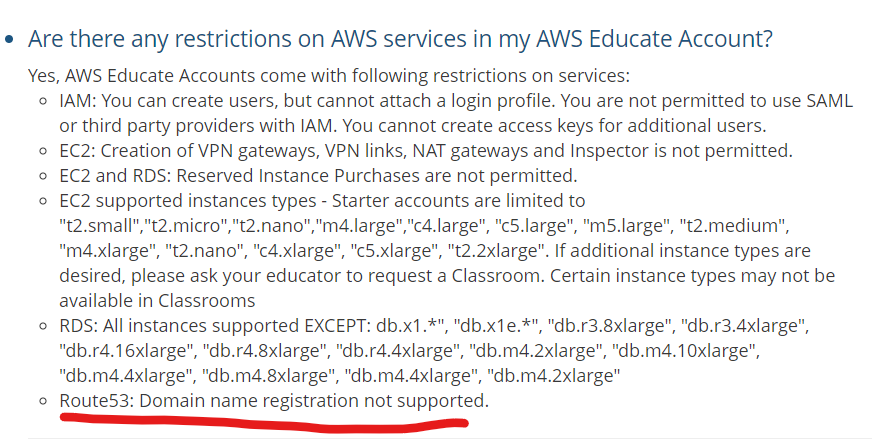 Are there any restrictions on AWS services in my AWS Educate Account?
Yes, AWS Educate Accounts come with following restrictions on services:
IAM: You can create users, but cannot attach a login profile. You are not permitted to use SAML
or third party providers with IAM. You cannot create access keys for additional users.
EC2: Creation of VPN gateways, VPN links, NAT gateways and Inspector is not permitted.
EC2 and RDS: Reserved Instance Purchases are not permitted.
EC2 supported instances types - Starter accounts are limited to
"t2.small","t2.micro","t2.nano","m4.large","c4.large", "c5.large", "m5.large", "t2.medium",
"m4.xlarge", "t2.nano", "c4.xlarge", "c5.xlarge", "t2.2xlarge". If additional instance types are
desired, please ask your educator to request a Classroom. Certain instance types may not be
available in Classrooms
RDS: All instances supported EXCEPT: db.x1.*", "db.x1e.*", "db.r3.8xlarge", "db.r3.4xlarge",
"db.r4.16xlarge", "db.r4.8xlarge", "db.r4.4xlarge", "db.m4.2xlarge", "db.m4.10xlarge",
"db.m4.4xlarge", "db.m4.8xlarge", "db.m4.4xlarge", "db.m4.2xlarge"
Route53: Domain name registration not supported.